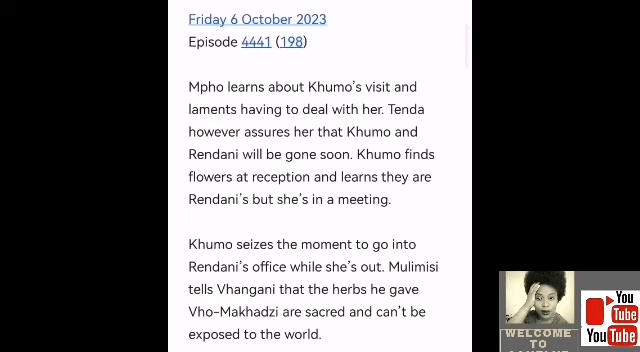 Friday 6 October 2023
Episode 4441 (198)
Mpho learns about Khumo's visit and
laments having to deal with her. Tenda
however assures her that Khumo and
Rendani will be gone soon. Khumo finds
flowers at reception and learns they are
Rendani's but she's in a meeting.
Khumo seizes the moment to go into
Rendani's office while she's out. Mulimisi
tells Vhangani that the herbs he gave
Vho-Makhadzi are sacred and can't be
exposed to the world.
You
Tube
YouTube
WELCOME
TO